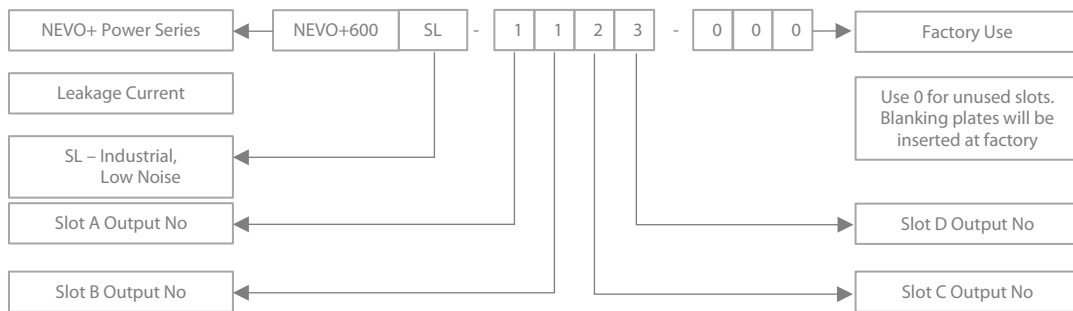 NEVO+ Power Series
NEVO+600 SL - 1 1 2 3 - 0 0 0
Factory Use
Leakage Current
Use 0 for unused slots.
Blanking plates will be
inserted at factory
SL – Industrial,
Low Noise
Slot A Output No
Slot D Output No
Slot B Output No
Slot C Output No